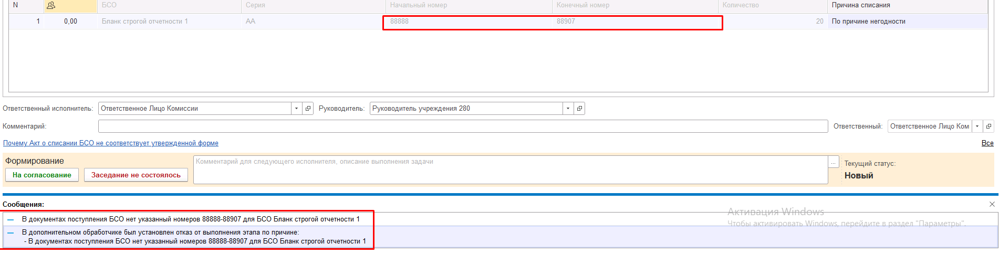 N БСО Серия Начальный номер Конечный номер Количество Причина списания
1 0,00 Бланк строгой отчетности 1 АА 88888 88907 20 По причине негодности
Ответственный исполнитель: Ответственное Лицо Комиссии Руководитель: Руководитель учреждения 280
Комментарий: Ответственный: Ответственное Лицо Ком
Почему Акт о списании БСО не соответствует утвержденной форме Все
Формирование Комментарий для следующего исполнителя, описание выполнения задачи ... Текущий статус:
На согласование Заседание не состоялось Новый
Сообщения:
В документах поступления БСО нет указанный номеров 88888-88907 для БСО Бланк строгой отчетности 1
Активация Windows
Чтобы активировать Windows, перейдите в раздел "Параметры".
В дополнительном обработчике был установлен отказ от выполнения этапа по причине:
- В документах поступления БСО нет указанный номеров 88888-88907 для БСО Бланк строгой отчетности 1